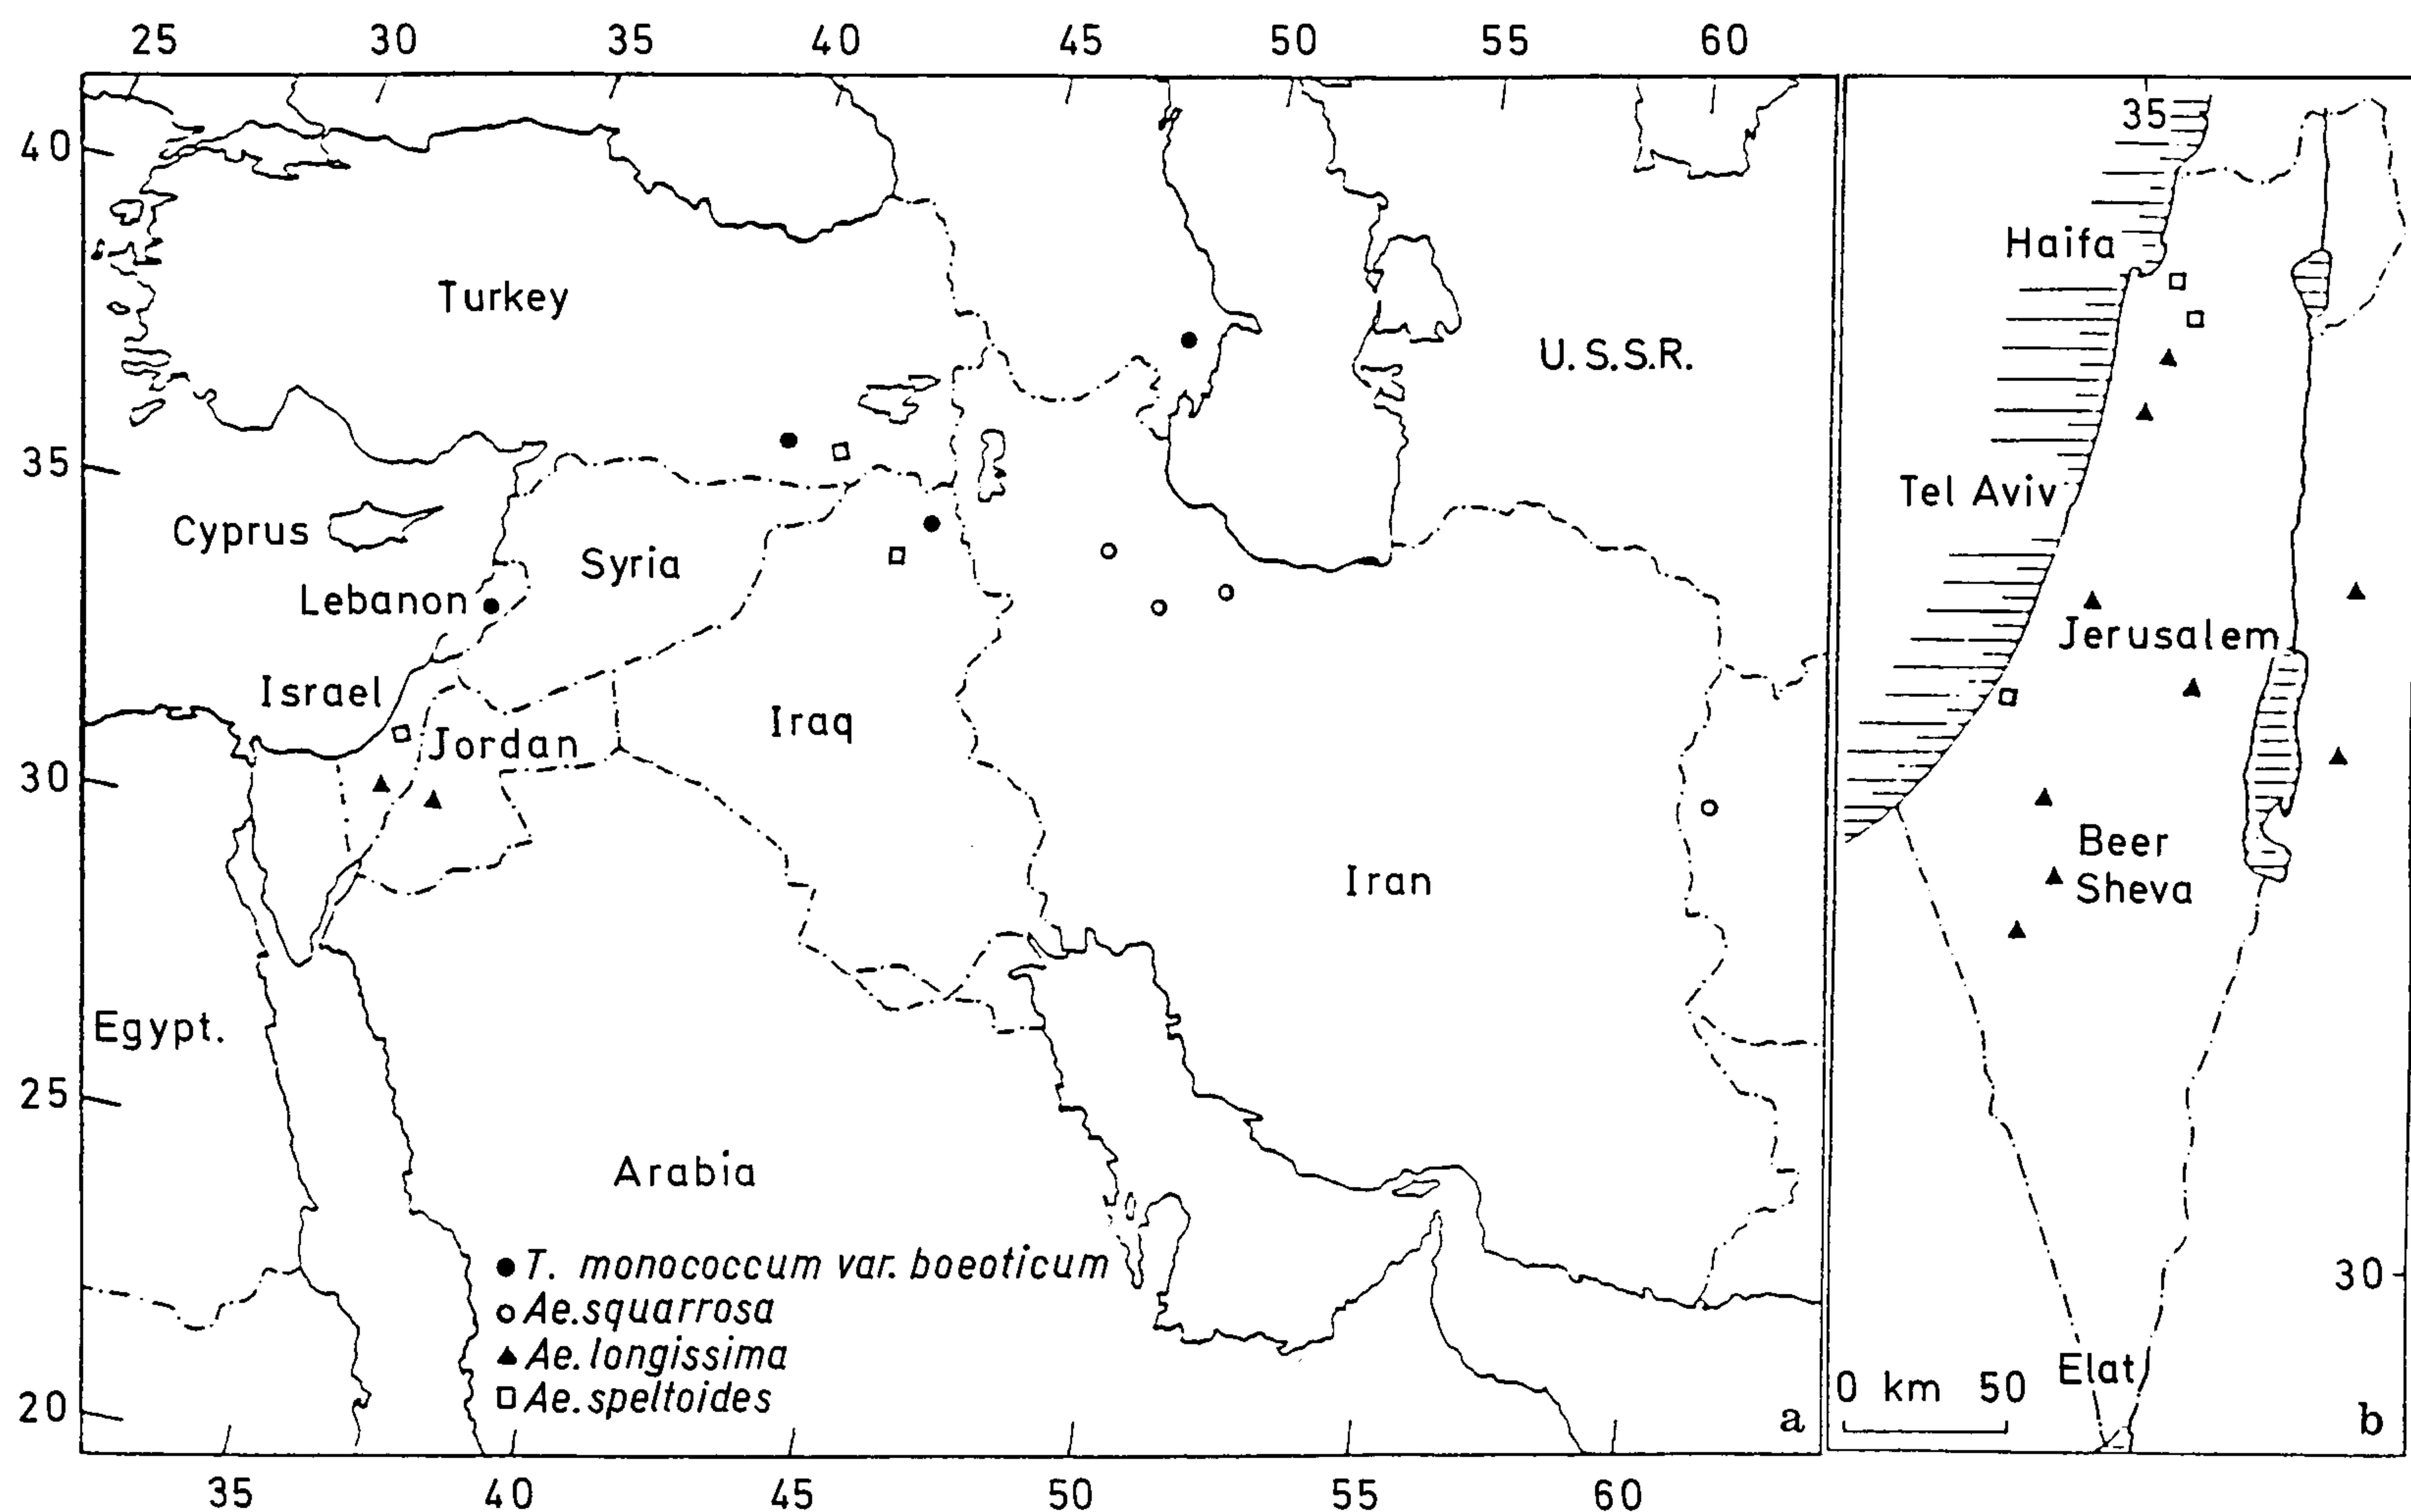 25 30 35 40 45 50 55 60
40
35
30
25
20
Turkey
U.S.S.R.
Cyprus
Syria
Lebanon
Israel
Jordan
Iraq
Iran
Egypt.
Arabia
T. monococcum var. boeoticum
Ae. squarrosa
Ae. longissima
Ae. speltoides
a
35 40 45 50 55 60
35
Haifa
Tel Aviv
Jerusalem
Beer
Sheva
30
Elat
0 km 50
b